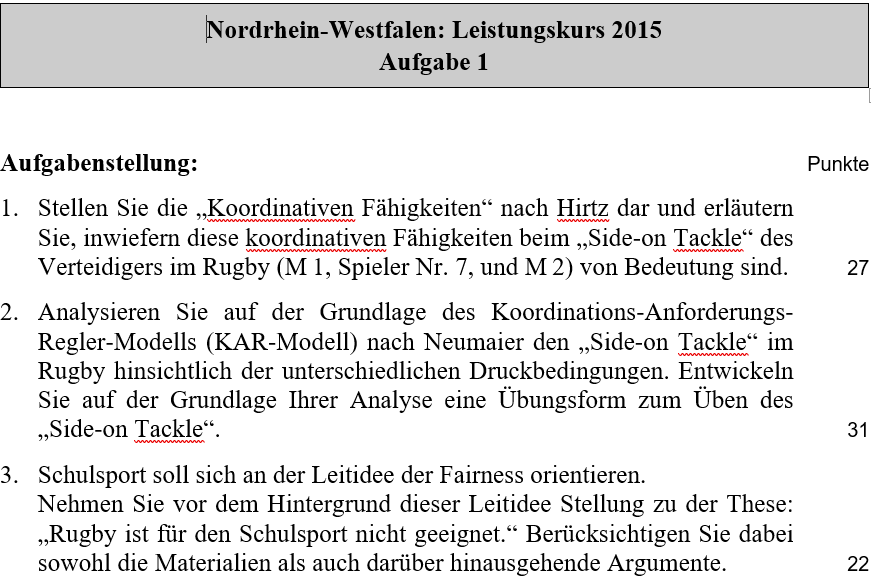 Nordrhein-Westfalen: Leistungskurs 2015
Aufgabe 1
Aufgabenstellung: Punkte
1. Stellen Sie die „Koordinativen Fähigkeiten“ nach Hirtz dar und erläutern
Sie, inwiefern diese koordinativen Fähigkeiten beim „Side-on Tackle“ des
Verteidigers im Rugby (M 1, Spieler Nr. 7, und M 2) von Bedeutung sind. 27
2. Analysieren Sie auf der Grundlage des Koordinations-Anforderungs-
Regler-Modells (KAR-Modell) nach Neumaier den „Side-on Tackle“ im
Rugby hinsichtlich der unterschiedlichen Druckbedingungen. Entwickeln
Sie auf der Grundlage Ihrer Analyse eine Übungsform zum Üben des
„Side-on Tackle“. 31
3. Schulsport soll sich an der Leitidee der Fairness orientieren.
Nehmen Sie vor dem Hintergrund dieser Leitidee Stellung zu der These:
„Rugby ist für den Schulsport nicht geeignet.“ Berücksichtigen Sie dabei
sowohl die Materialien als auch darüber hinausgehende Argumente. 22